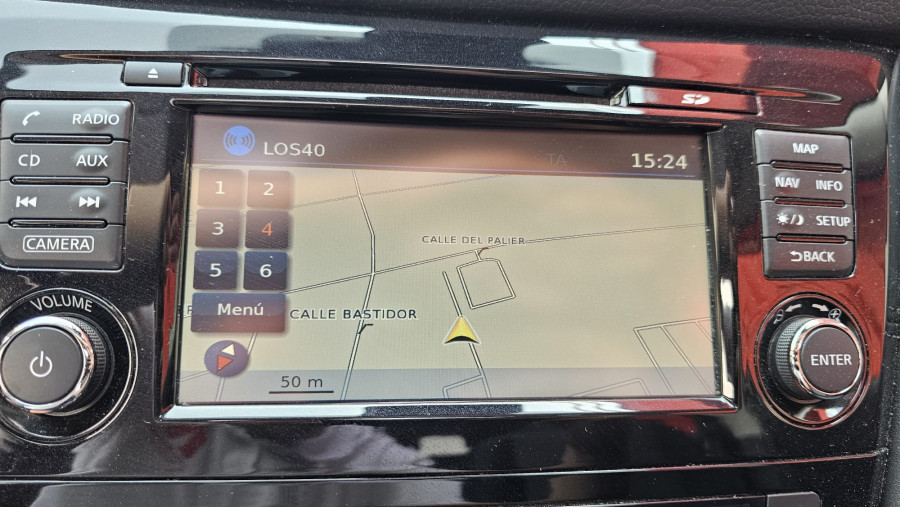 RADIO
CD AUX
CAMERA
VOLUME
LOS40
TA
15:24
1 2
3 4
5 6
Menú
CALLE DEL PALIER
CALLE BASTIDOR
50 m
SD
MAP
NAV INFO
SETUP
BACK
ENTER